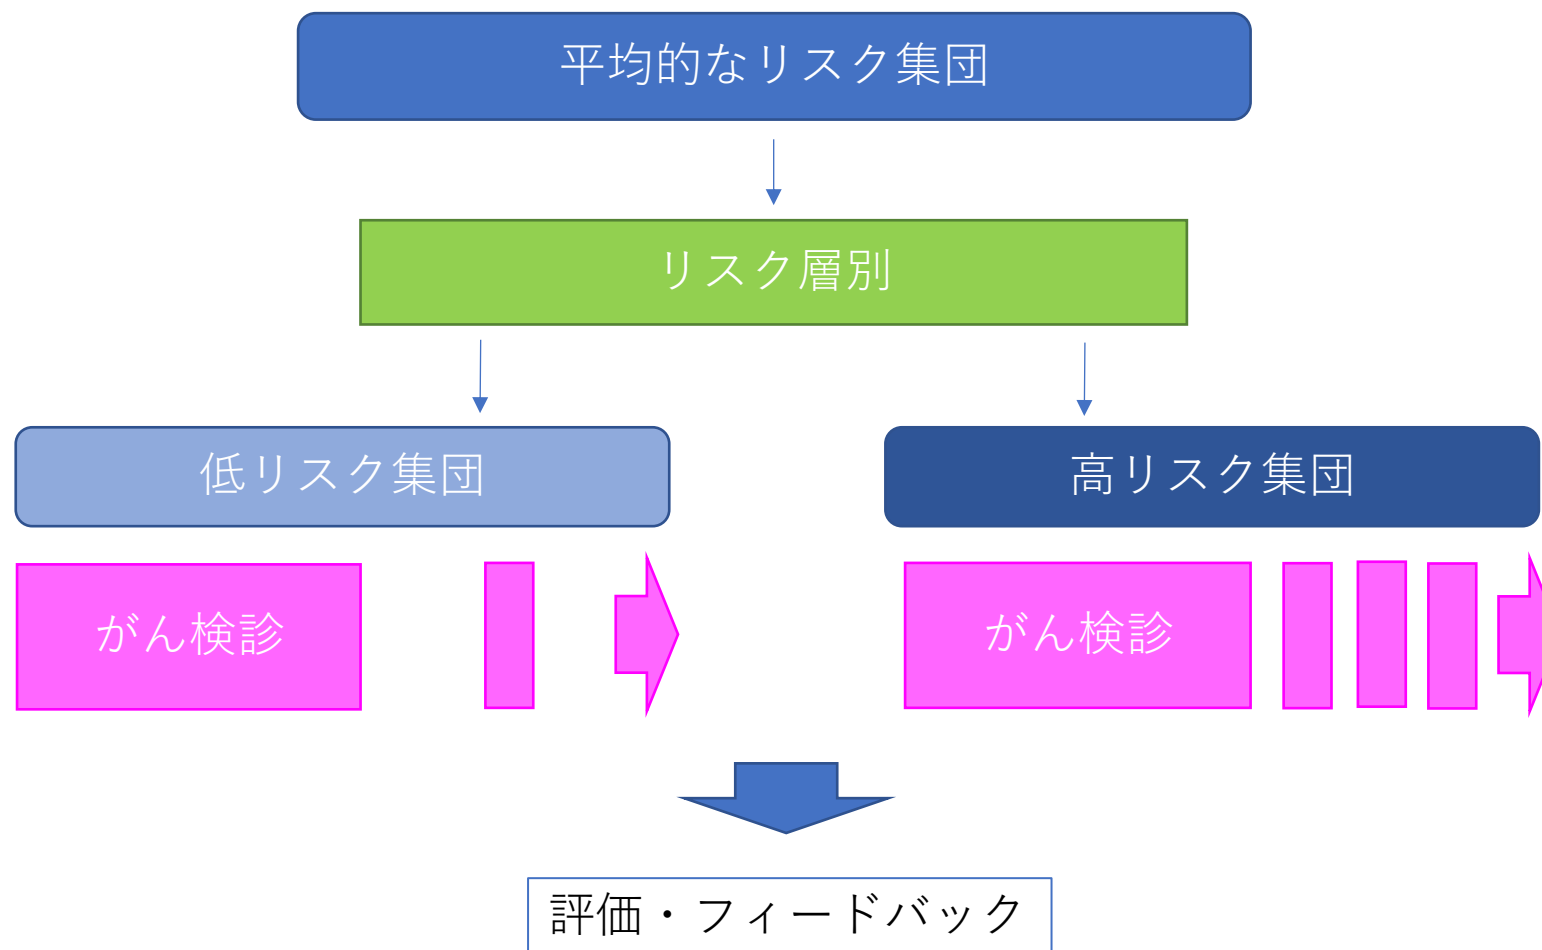 平均的なリスク集団
リスク層別
低リスク集団
高リスク集団
がん検診
がん検診
評価・フィードバック